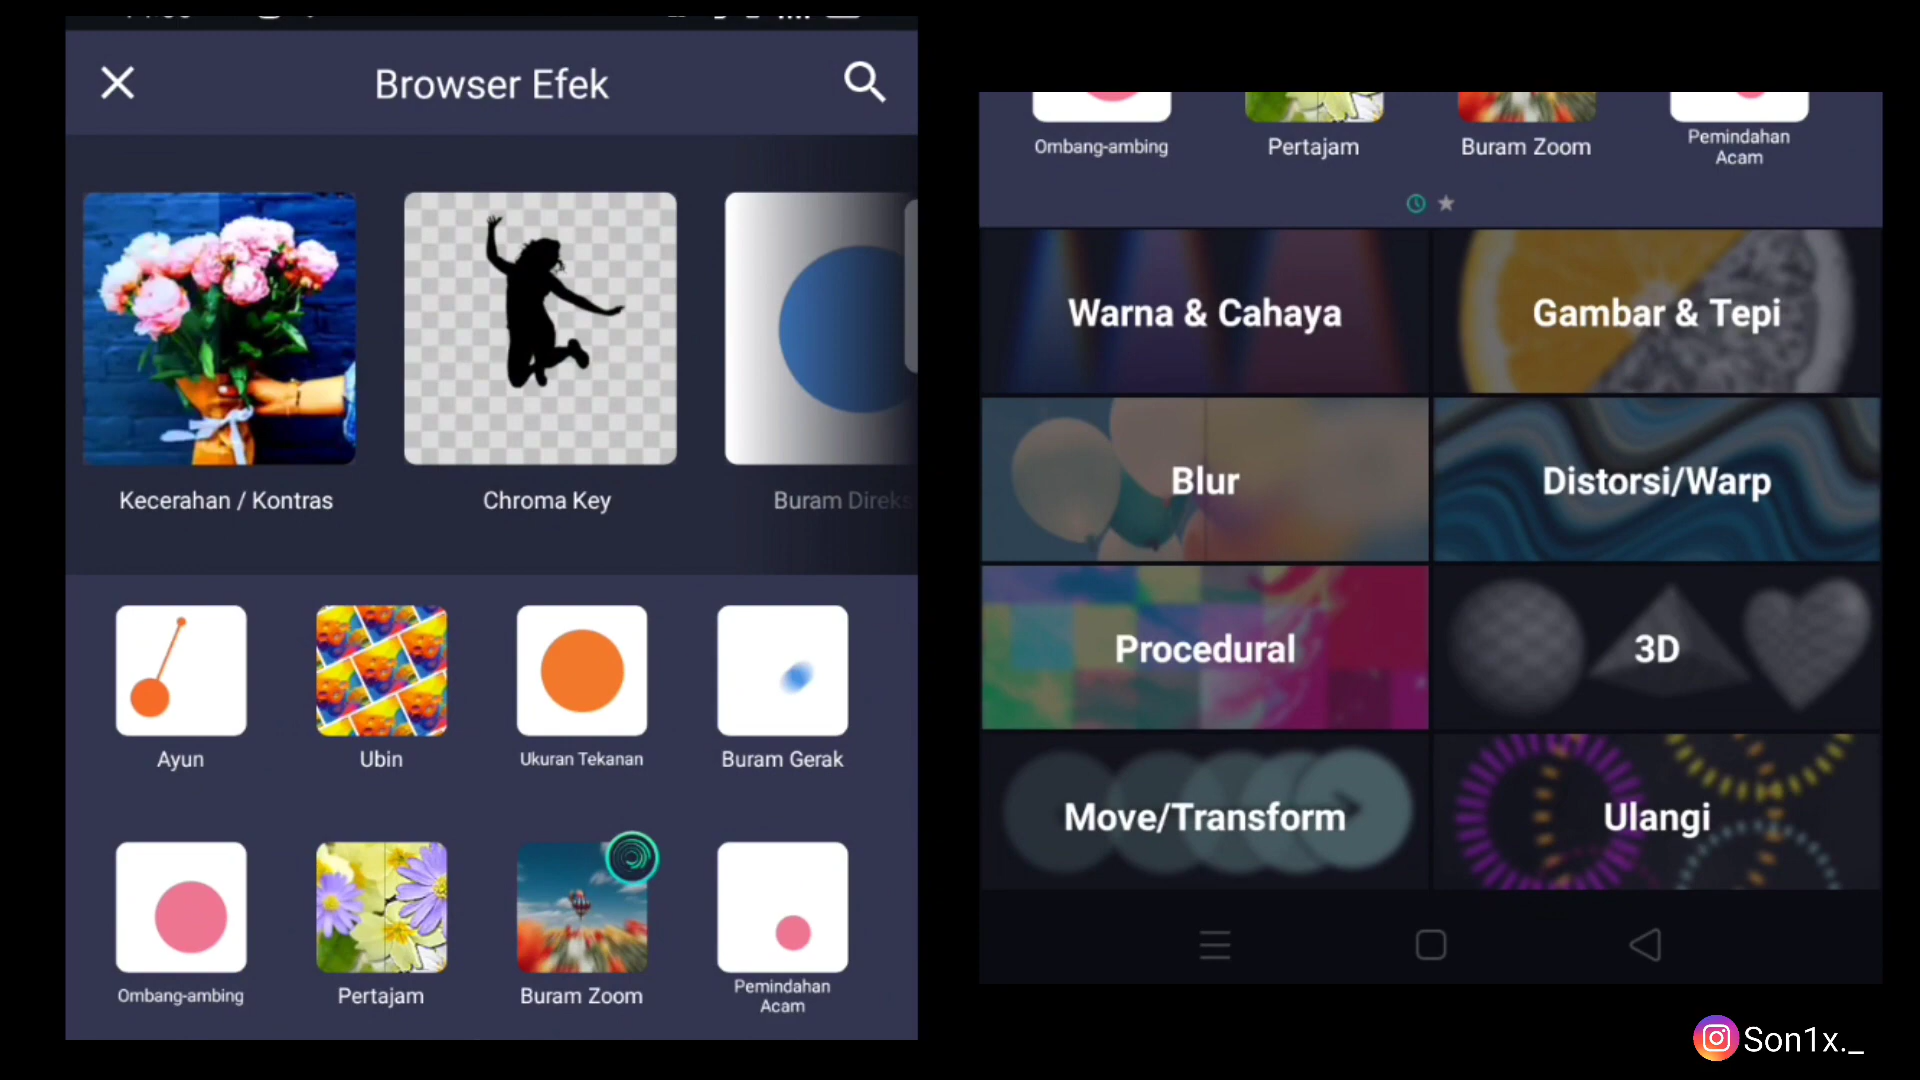 Browser Efek
Kecerahan / Kontras
Chroma Key
Buram Direks
Ayun
Ubin
Ukuran Tekanan
Buram Gerak
Ombang-ambing
Pertajam
Buram Zoom
Pemindahan
Acam
Ombang-ambing
Pertajam
Buram Zoom
Pemindahan
Acam
Warna & Cahaya
Gambar & Tepi
Blur
Distorsi/Warp
Procedural
3D
Move/Transform
Ulangi
Son1x._